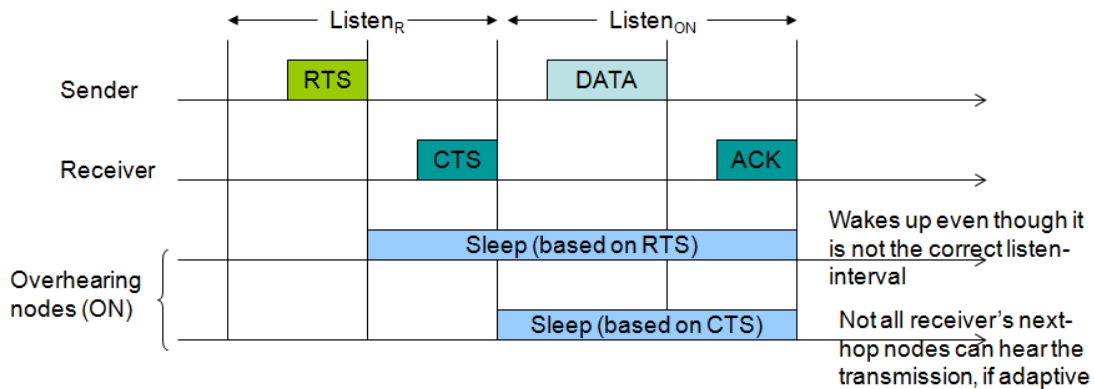 Listen_R Listen_ON
Sender RTS DATA
Receiver CTS ACK
Sleep (based on RTS)
Wakes up even though it
is not the correct listen-
interval
Overhearing
nodes (ON)
Sleep (based on CTS)
Not all receiver's next-
hop nodes can hear the
transmission, if adaptive